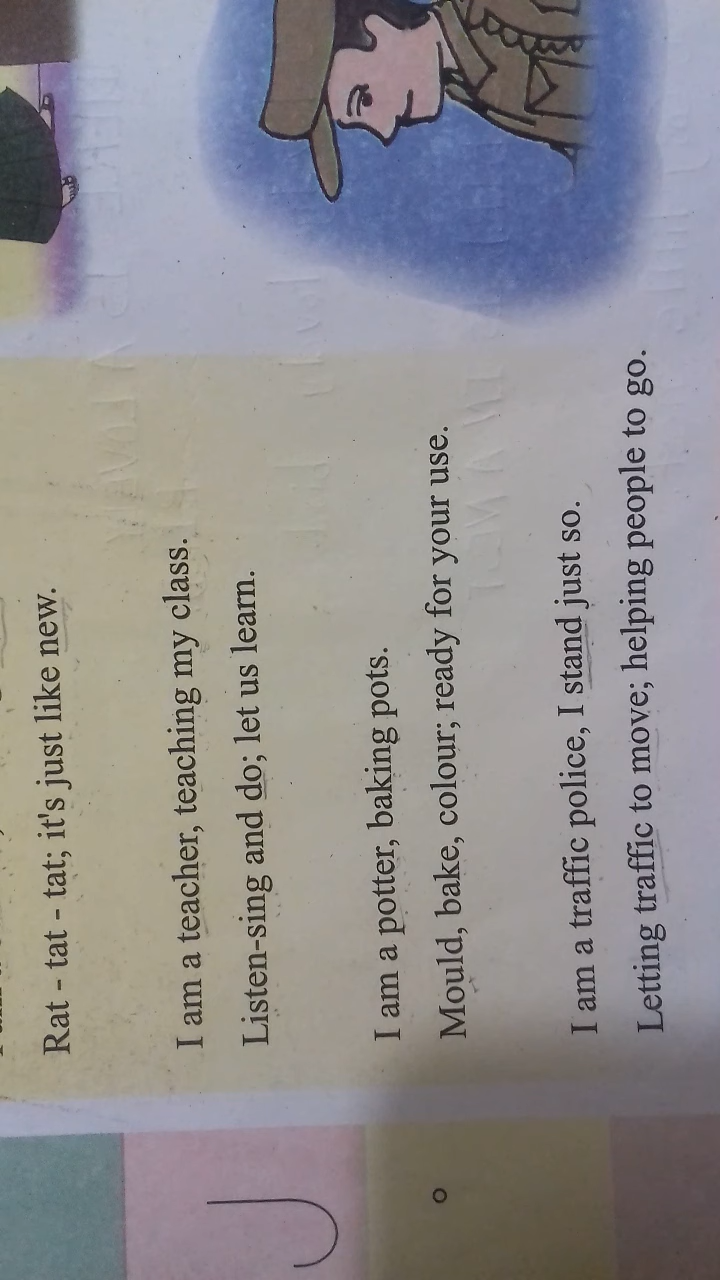 Rat - tat - tat; it's just like new.
I am a teacher, teaching my class.
Listen-sing and do; let us learn.
I am a potter, baking pots.
Mould, bake, colour; ready for your use.
I am a traffic police, I stand just so.
Letting traffic to move; helping people to go.